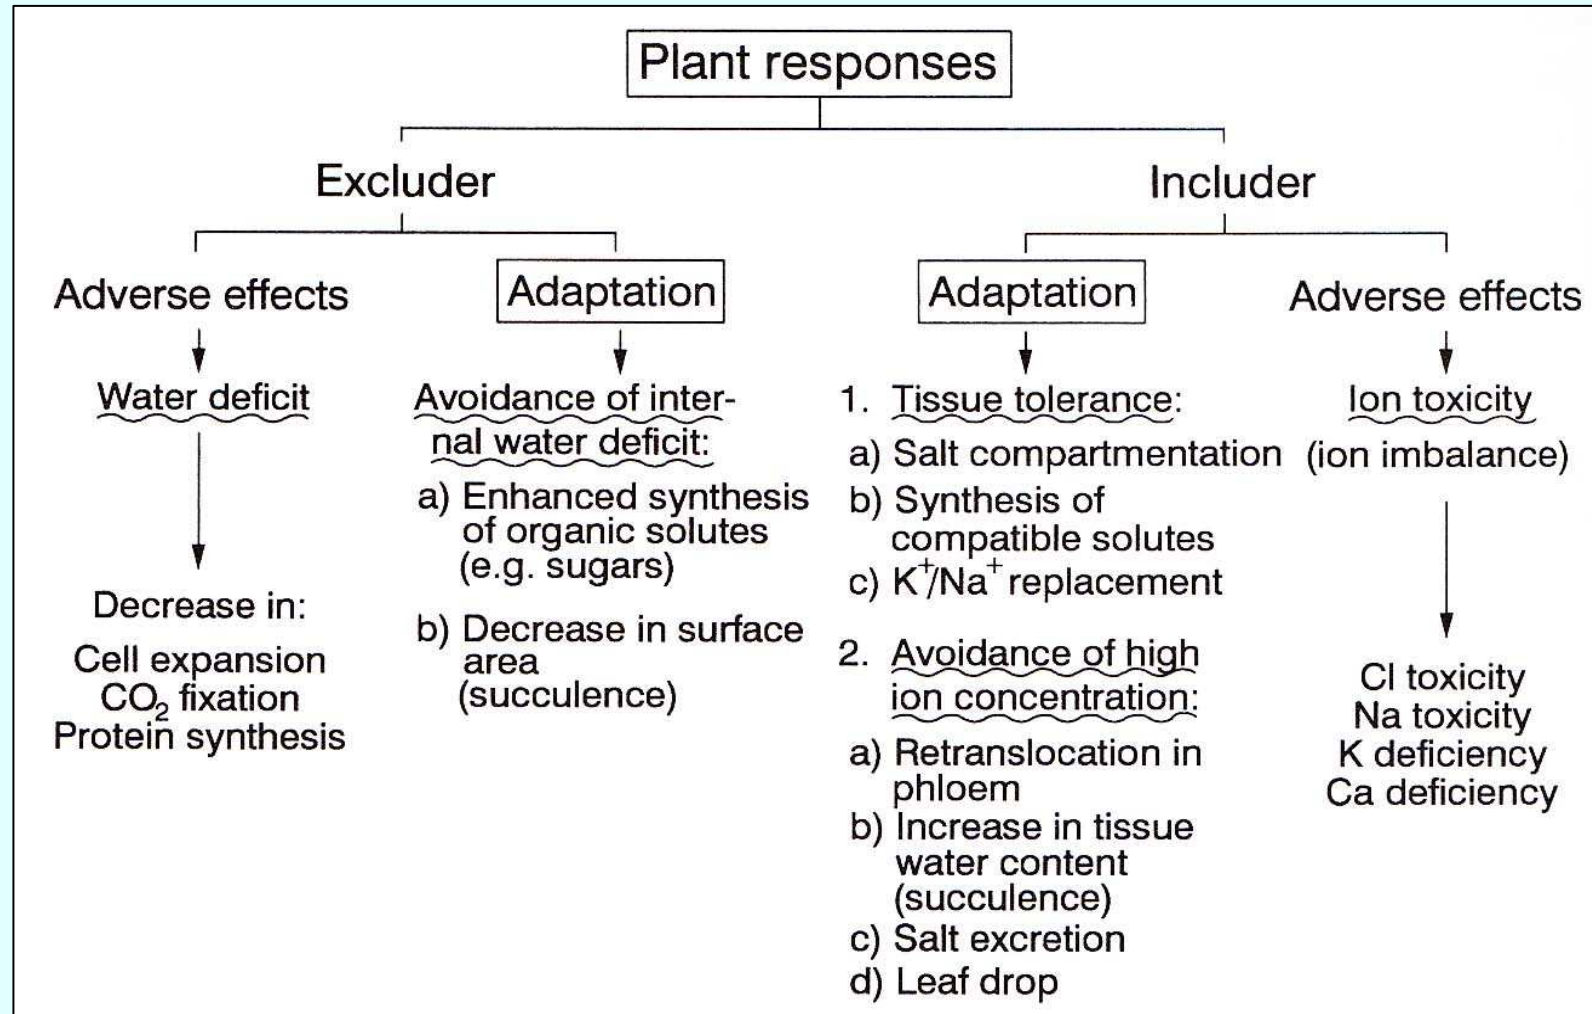 Plant responses
Excluder
Includer
Adverse effects
Adaptation
Adaptation
Adverse effects
Water deficit
Decrease in:
Cell expansion
CO₂ fixation
Protein synthesis
Avoidance of inter-
nal water deficit:
a) Enhanced synthesis
of organic solutes
(e.g. sugars)
b) Decrease in surface
area
(succulence)
1. Tissue tolerance:
a) Salt compartmentation
b) Synthesis of
compatible solutes
c) K⁺/Na⁺ replacement
2. Avoidance of high
ion concentration:
a) Retranslocation in
phloem
b) Increase in tissue
water content
(succulence)
c) Salt excretion
d) Leaf drop
Ion toxicity
(ion imbalance)
Cl toxicity
Na toxicity
K deficiency
Ca deficiency